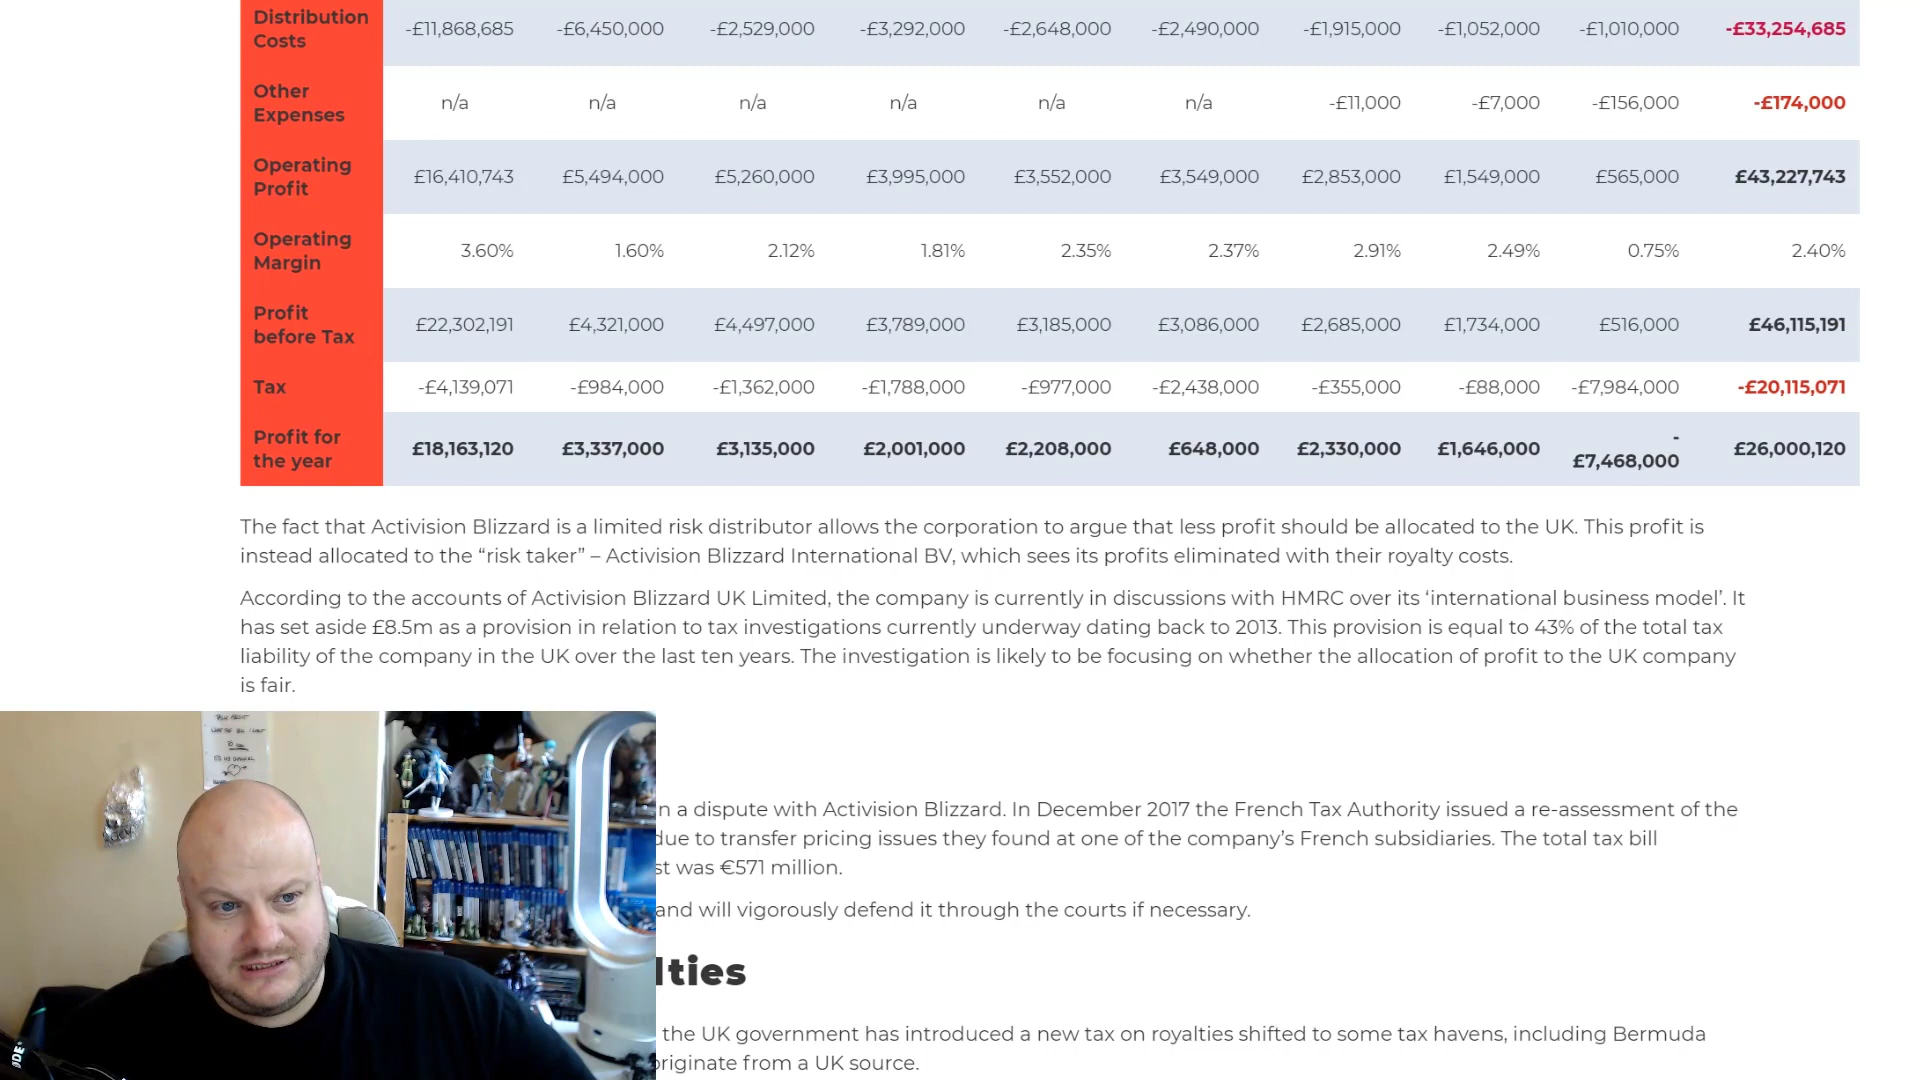 Distribution Costs -£11,868,685 -£6,450,000 -£2,529,000 -£3,292,000 -£2,648,000 -£2,490,000 -£1,915,000 -£1,052,000 -£1,010,000 -£33,254,685
Other Expenses n/a n/a n/a n/a n/a n/a -£11,000 -£7,000 -£156,000 -£174,000
Operating Profit £16,410,743 £5,494,000 £5,260,000 £3,995,000 £3,552,000 £3,549,000 £2,853,000 £1,549,000 £565,000 £43,227,743
Operating Margin 3.60% 1.60% 2.12% 1.81% 2.35% 2.37% 2.91% 2.49% 0.75% 2.40%
Profit before Tax £22,302,191 £4,321,000 £4,497,000 £3,789,000 £3,185,000 £3,086,000 £2,685,000 £1,734,000 £516,000 £46,115,191
Tax -£4,139,071 -£984,000 -£1,362,000 -£1,788,000 -£977,000 -£2,438,000 -£355,000 -£88,000 -£7,984,000 -£20,115,071
Profit for the year £18,163,120 £3,337,000 £3,135,000 £2,001,000 £2,208,000 £648,000 £2,330,000 £1,646,000 -£7,468,000 £26,000,120
The fact that Activision Blizzard is a limited risk distributor allows the corporation to argue that less profit should be allocated to the UK. This profit is
instead allocated to the “risk taker” – Activision Blizzard International BV, which sees its profits eliminated with their royalty costs.
According to the accounts of Activision Blizzard UK Limited, the company is currently in discussions with HMRC over its ‘international business model’. It
has set aside £8.5m as a provision in relation to tax investigations currently underway dating back to 2013. This provision is equal to 43% of the total tax
liability of the company in the UK over the last ten years. The investigation is likely to be focusing on whether the allocation of profit to the UK company
is fair.
n a dispute with Activision Blizzard. In December 2017 the French Tax Authority issued a re-assessment of the
due to transfer pricing issues they found at one of the company’s French subsidiaries. The total tax bill
st was €571 million.
and will vigorously defend it through the courts if necessary.
lties
the UK government has introduced a new tax on royalties shifted to some tax havens, including Bermuda
originate from a UK source.